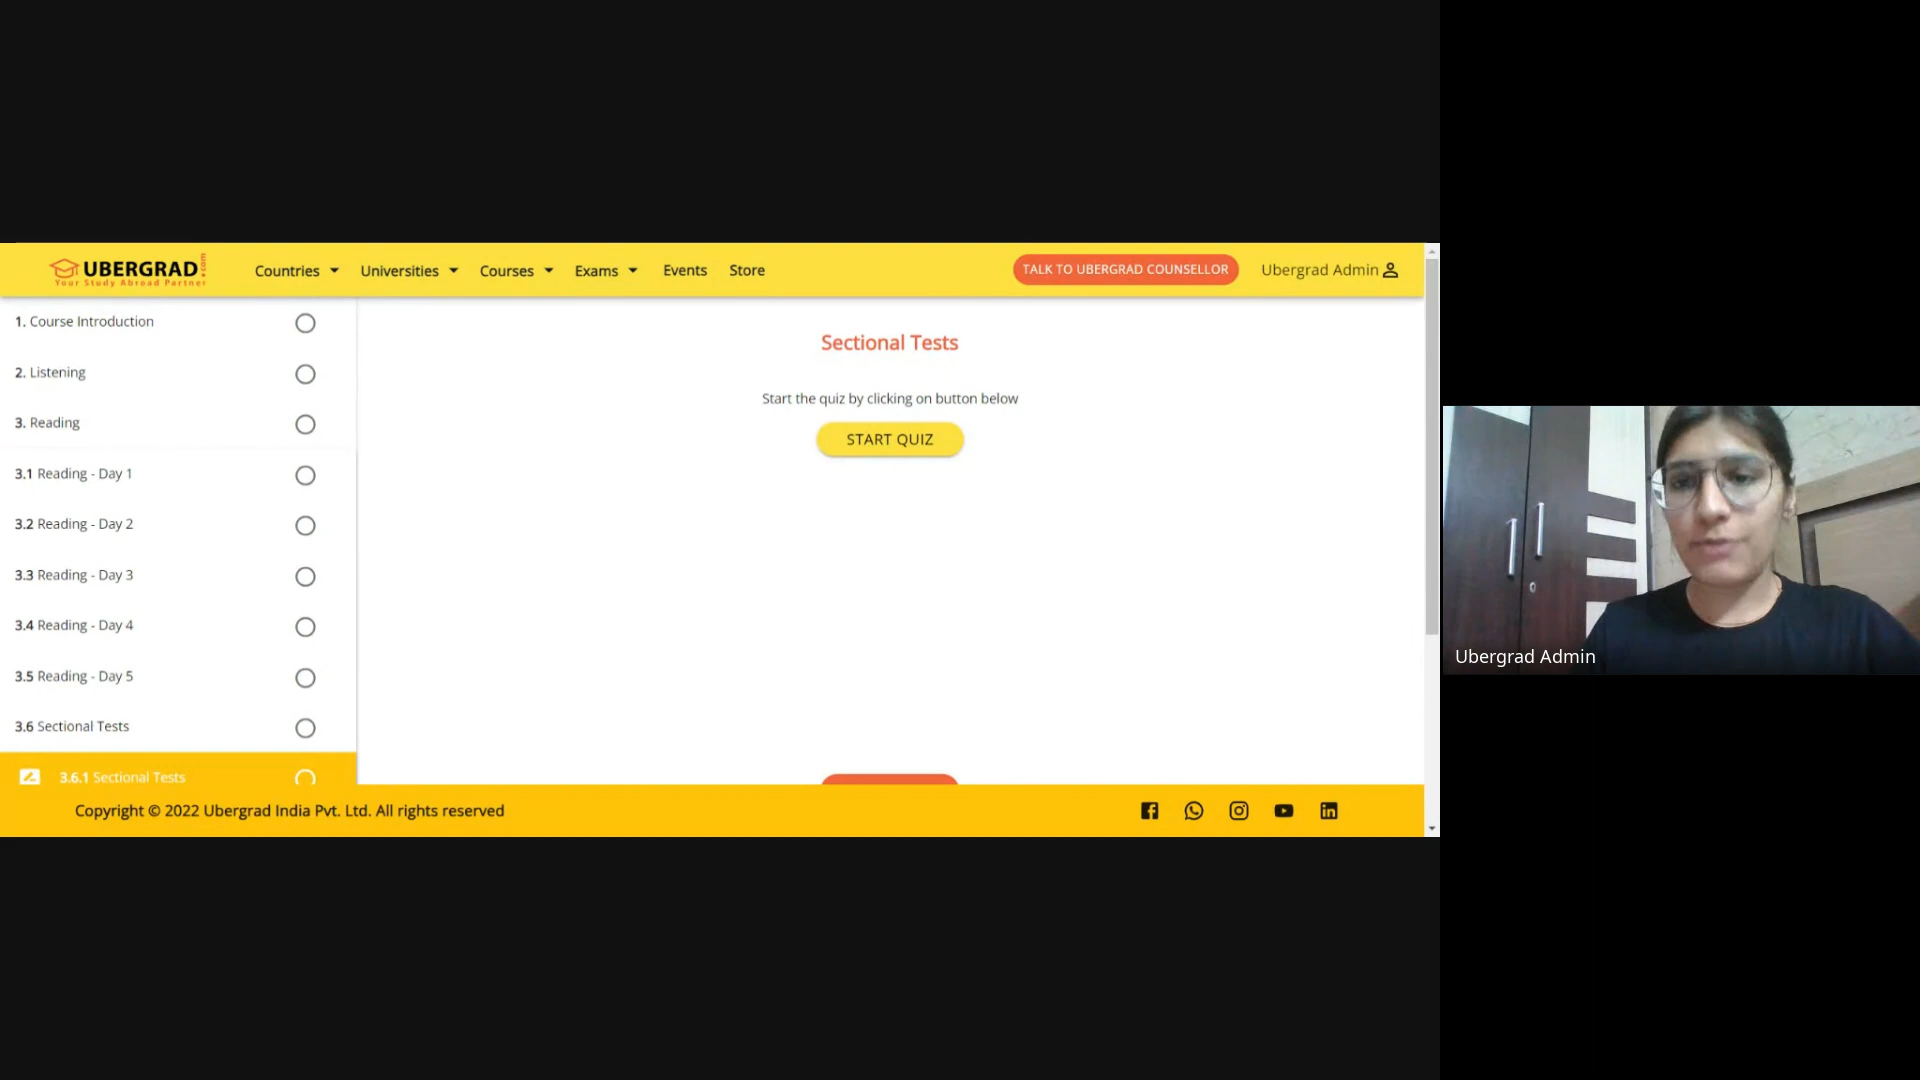 UBERGRAD.com
Your Study Abroad Partner
Countries
Universities
Courses
Exams
Events
Store
TALK TO UBERGRAD COUNSELLOR
Ubergrad Admin
1. Course Introduction
2. Listening
3. Reading
3.1 Reading - Day 1
3.2 Reading - Day 2
3.3 Reading - Day 3
3.4 Reading - Day 4
3.5 Reading - Day 5
3.6 Sectional Tests
3.6.1 Sectional Tests
Sectional Tests
Start the quiz by clicking on button below
START QUIZ
Copyright © 2022 Ubergrad India Pvt. Ltd. All rights reserved
Ubergrad Admin